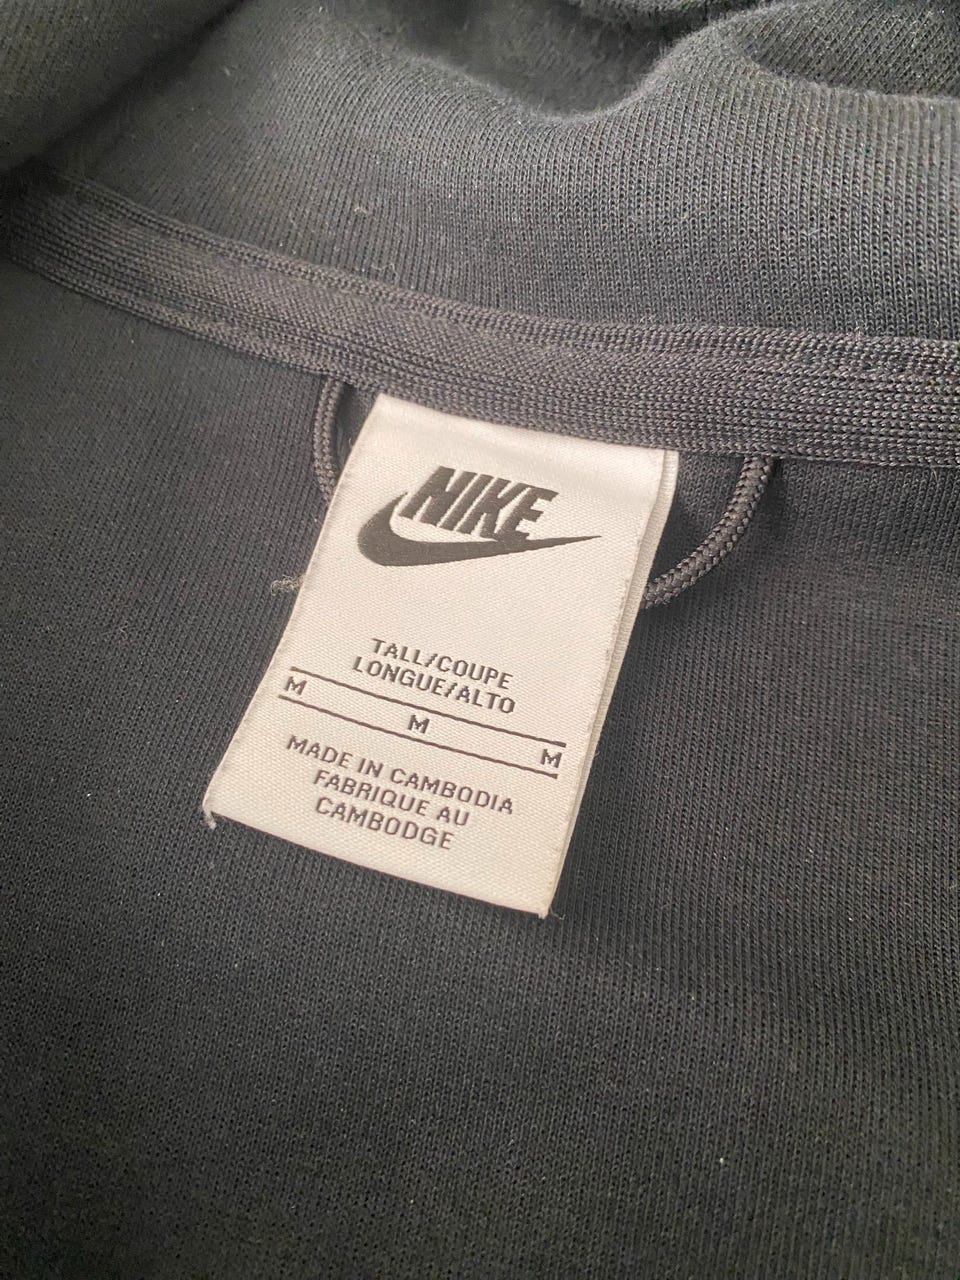 NIKE
TALL/COUPE
LONGUE/ALTO
M M M
MADE IN CAMBODIA
FABRIQUE AU
CAMBODGE